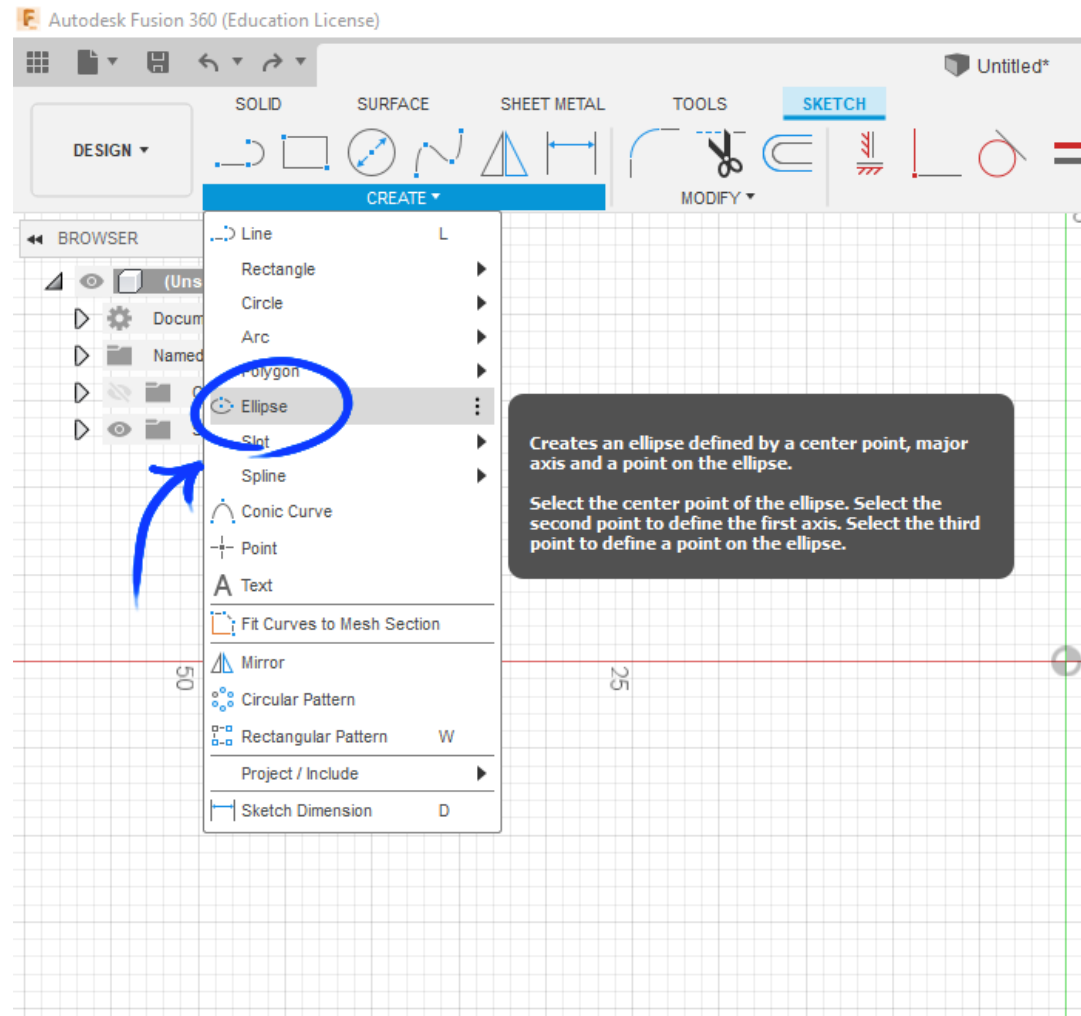 Autodesk Fusion 360 (Education License)
Untitled*
SOLID SURFACE SHEET METAL TOOLS SKETCH
DESIGN
CREATE MODIFY
BROWSER
(Uns
Docum
Named
Line L
Rectangle
Circle
Arc
Polygon
Ellipse
Slot
Spline
Conic Curve
Point
Text
Fit Curves to Mesh Section
Mirror
Circular Pattern
Rectangular Pattern W
Project / Include
Sketch Dimension D
Creates an ellipse defined by a center point, major
axis and a point on the ellipse.
Select the center point of the ellipse. Select the
second point to define the first axis. Select the third
point to define a point on the ellipse.
50
25